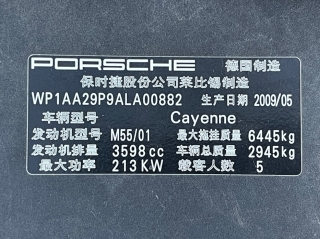 PORSCHE 德国制造
保时捷股份公司莱比锡制造
WP1AA29P9ALA00882 生产日期 2009/05
车辆型号 Cayenne
发动机型号 M55/01 最大拖挂质量 6445kg
发动机排量 3598cc 车辆总质量 2945kg
最大功率 213KW 载客人数 5